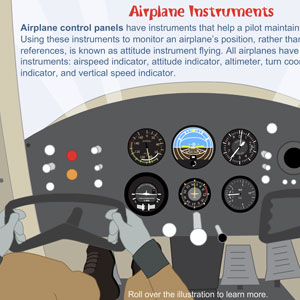 Airplane Instruments
Airplane control panels have instruments that help a pilot maintain
Using these instruments to monitor an airplane's position, rather than
references, is known as attitude instrument flying. All airplanes have
instruments: airspeed indicator, attitude indicator, altimeter, turn coor
indicator, and vertical speed indicator.
Roll over the illustration to learn more.